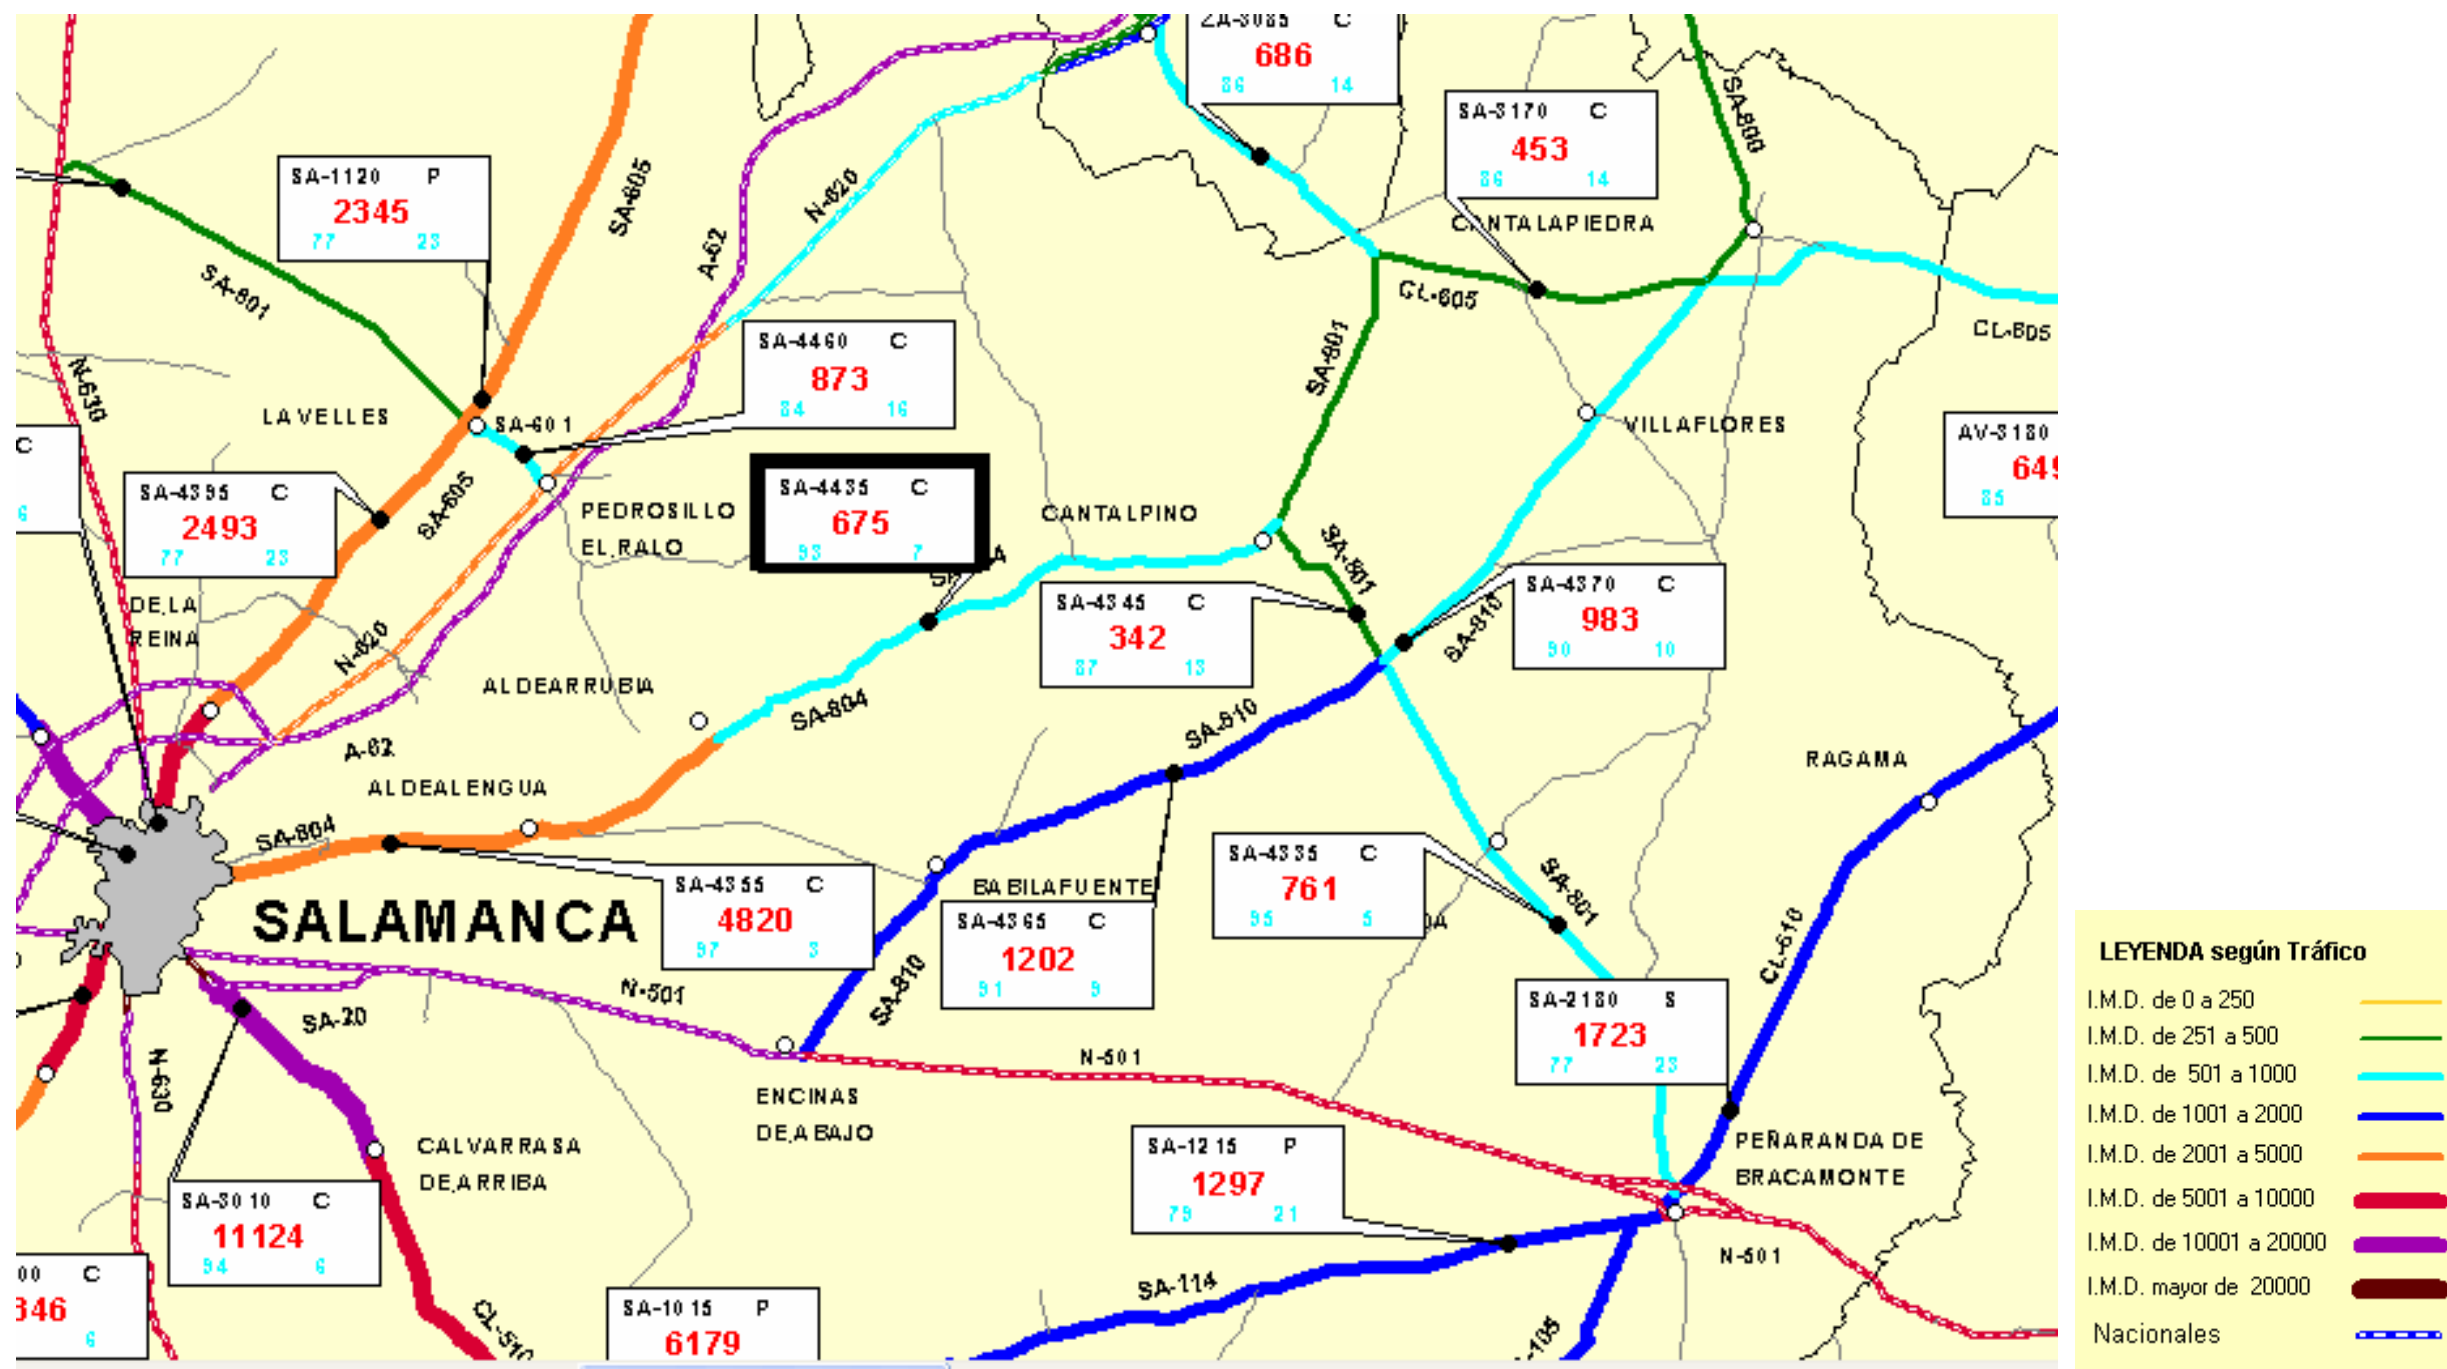 ZA-3085 C
686
86 14
SA-3170 C
453
86 14
SA-800
SA-1120 P
2345
77 23
SA-605
N-620
A-62
CANTALAPIEDRA
SA-801
CL-605
SA-801
CL-605
SA-4460 C
873
84 16
N-630
LAVELLES
SA-601
VILLAFLORES
AV-3180
649
85
C
6
SA-4395 C
2493
77 23
SA-605
PEDROSILLO
EL.RALO
SA-4435 C
675
93 7
CANTALPINO
SA-801
DE.LA
REINA
N-620
SA-4345 C
342
87 13
SA-810
SA-4370 C
983
90 10
ALDEARRUBIA
SA-804
SA-810
A-62
ALDEALENGUA
RAGAMA
SA-804
SALAMANCA
SA-4355 C
4820
97 3
BABILAFUENTE
SA-4365 C
1202
91 9
SA-4335 C
761
95 5
SA-801
DA
CL-610
SA-810
N-501
SA-20
N-501
SA-2180 S
1723
77 23
N-630
ENCINAS
DE.ABAJO
CALVARRASA
DE.ARRIBA
SA-1215 P
1297
79 21
PEÑARANDA DE
BRACAMONTE
SA-3010 C
11124
94 6
N-501
SA-114
00 C
346
6
SA-1015 P
6179
CL-510
-105
LEYENDA según Tráfico
I.M.D. de 0 a 250
I.M.D. de 251 a 500
I.M.D. de 501 a 1000
I.M.D. de 1001 a 2000
I.M.D. de 2001 a 5000
I.M.D. de 5001 a 10000
I.M.D. de 10001 a 20000
I.M.D. mayor de 20000
Nacionales